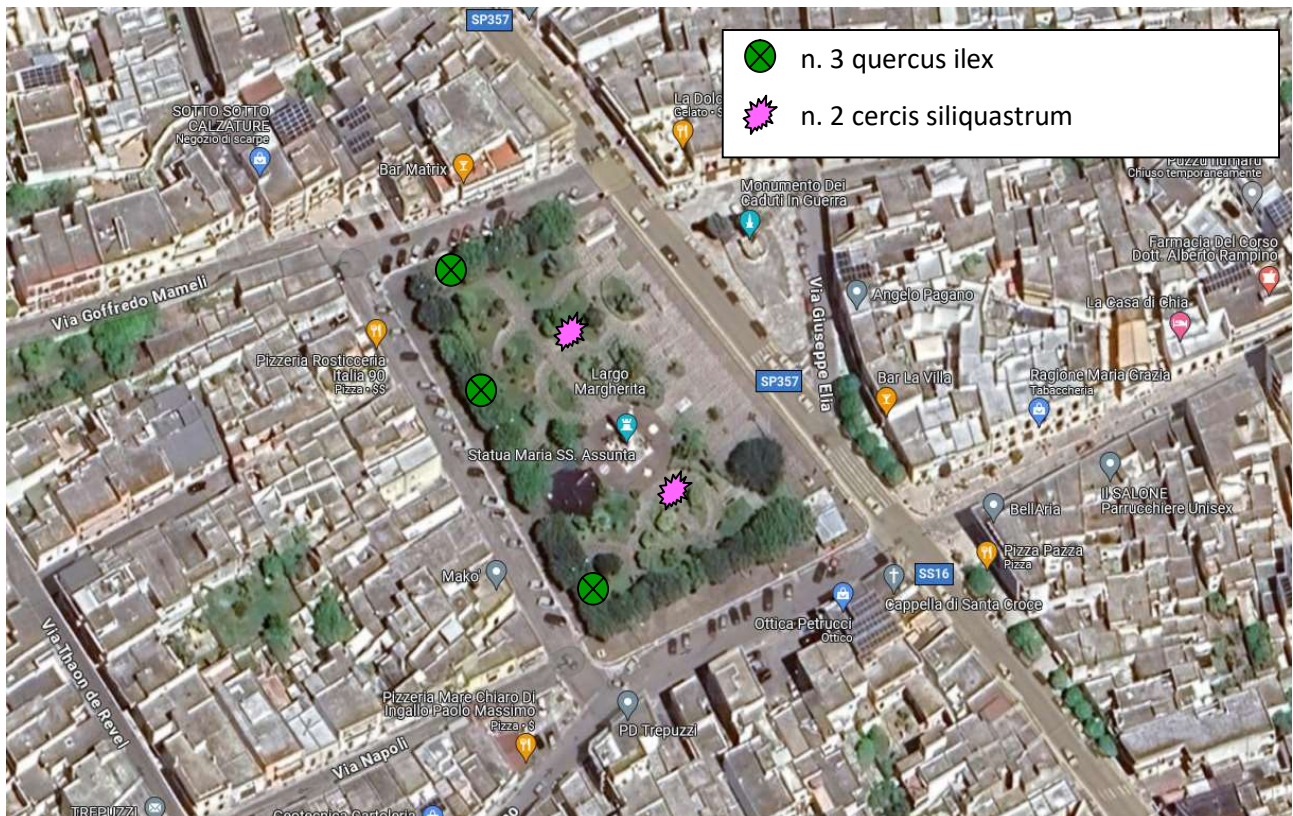 SP357
n. 3 quercus ilex
n. 2 cercis siliquastrum
La Dolc
Gelato • S
SOTTO SOTTO
CALZATURE
Negozio di scarpe
Bar Matrix
Monumento Dei
Caduti In Guerra
Puzzu Tumaru
Chiuso temporaneamente
Farmacia Del Corso
Dott. Alberto Rampino
Via Goffredo Mameli
Via Giuseppe Elia
Angelo Pagano
La Casa di Chia
Pizzeria Rosticceria
Italia 90
Pizza • $$
Largo
Margherita
SP357
Bar La Villa
Ragione Maria Grazia
Tabaccheria
Statua Maria SS. Assunta
Il SALONE
Parrucchiere Unisex
BellAria
Pizza Pazza
Pizza
Mako'
SS16
Cappella di Santa Croce
Ottica Petrucci
Ottico
Via Thaon de Revel
Pizzeria Mare Chiaro Di
Ingallo Paolo Massimo
Pizza • $
PD Trepuzzi
Via Napoli
TREPUZZI